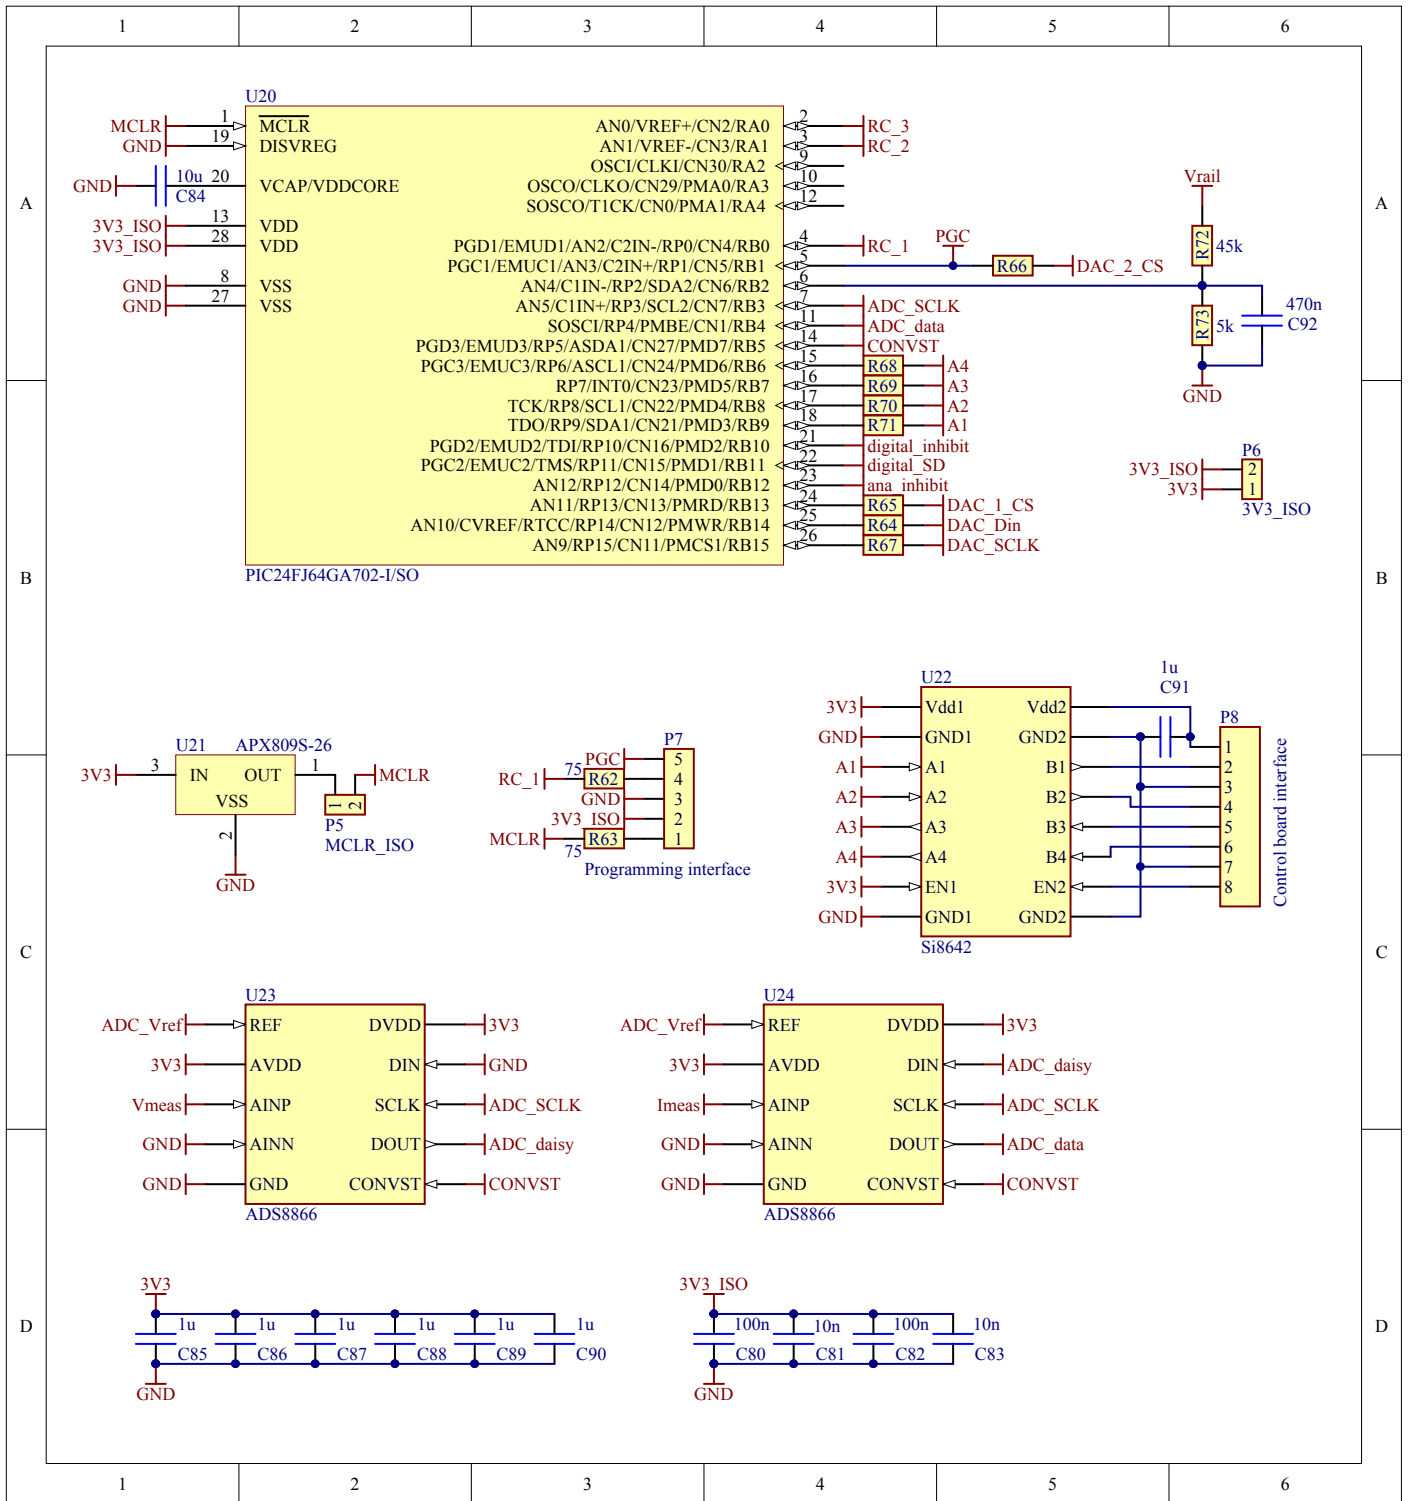 1 2 3 4 5 6
A A
B B
C C
D D
U20
MCLR 1 MCLR
GND 19 DISVREG
GND 10u C84 20 VCAP/VDDCORE
3V3_ISO 13 VDD
3V3_ISO 28 VDD
GND 8 VSS
GND 27 VSS
AN0/VREF+/CN2/RA0 2 RC_3
AN1/VREF-/CN3/RA1 3 RC_2
OSCI/CLKI/CN30/RA2 9
OSCO/CLKO/CN29/PMA0/RA3 10
SOSCO/T1CK/CN0/PMA1/RA4 12
PGD1/EMUD1/AN2/C2IN-/RP0/CN4/RB0 4 RC_1
PGC1/EMUC1/AN3/C2IN+/RP1/CN5/RB1 5 PGC R66 DAC_2_CS
AN4/C1IN-/RP2/SDA2/CN6/RB2 6
AN5/C1IN+/RP3/SCL2/CN7/RB3 7 ADC_SCLK
SOSCI/RP4/PMBE/CN1/RB4 11 ADC_data
PGD3/EMUD3/RP5/ASDA1/CN27/PMD7/RB5 14 CONVST
PGC3/EMUC3/RP6/ASCL1/CN24/PMD6/RB6 15 R68 A4
RP7/INT0/CN23/PMD5/RB7 16 R69 A3
TCK/RP8/SCL1/CN22/PMD4/RB8 17 R70 A2
TDO/RP9/SDA1/CN21/PMD3/RB9 18 R71 A1
PGD2/EMUD2/TDI/RP10/CN16/PMD2/RB10 21 digital_inhibit
PGC2/EMUC2/TMS/RP11/CN15/PMD1/RB11 22 digital_SD
AN12/RP12/CN14/PMD0/RB12 23 ana_inhibit
AN11/RP13/CN13/PMRD/RB13 24 R65 DAC_1_CS
AN10/CVREF/RTCC/RP14/CN12/PMWR/RB14 25 R64 DAC_Din
AN9/RP15/CN11/PMCS1/RB15 26 R67 DAC_SCLK
PIC24FJ64GA702-I/SO
Vrail
R72 45k
R73 5k
470n
C92
GND
P6
3V3_ISO 2
3V3 1
3V3_ISO
U21 APX809S-26
3V3 3 IN OUT 1 MCLR
VSS
2
GND
1 2
P5
MCLR_ISO
P7
PGC 5
RC_1 75 R62 4
GND 3
3V3_ISO 2
MCLR 75 R63 1
Programming interface
U22
1u
C91
P8
3V3 Vdd1 Vdd2 1
GND GND1 GND2 2
A1 A1 B1 3
A2 A2 B2 4
A3 A3 B3 5
A4 A4 B4 6
3V3 EN1 EN2 7
GND GND1 GND2 8
Si8642
Control board interface
U23
ADC_Vref REF DVDD 3V3
3V3 AVDD DIN GND
Vmeas AINP SCLK ADC_SCLK
GND AINN DOUT ADC_daisy
GND GND CONVST CONVST
ADS8866
U24
ADC_Vref REF DVDD 3V3
3V3 AVDD DIN ADC_daisy
Imeas AINP SCLK ADC_SCLK
GND AINN DOUT ADC_data
GND GND CONVST CONVST
ADS8866
3V3
1u 1u 1u 1u 1u 1u
C85 C86 C87 C88 C89 C90
GND
3V3_ISO
100n 10n 100n 10n
C80 C81 C82 C83
GND
1 2 3 4 5 6